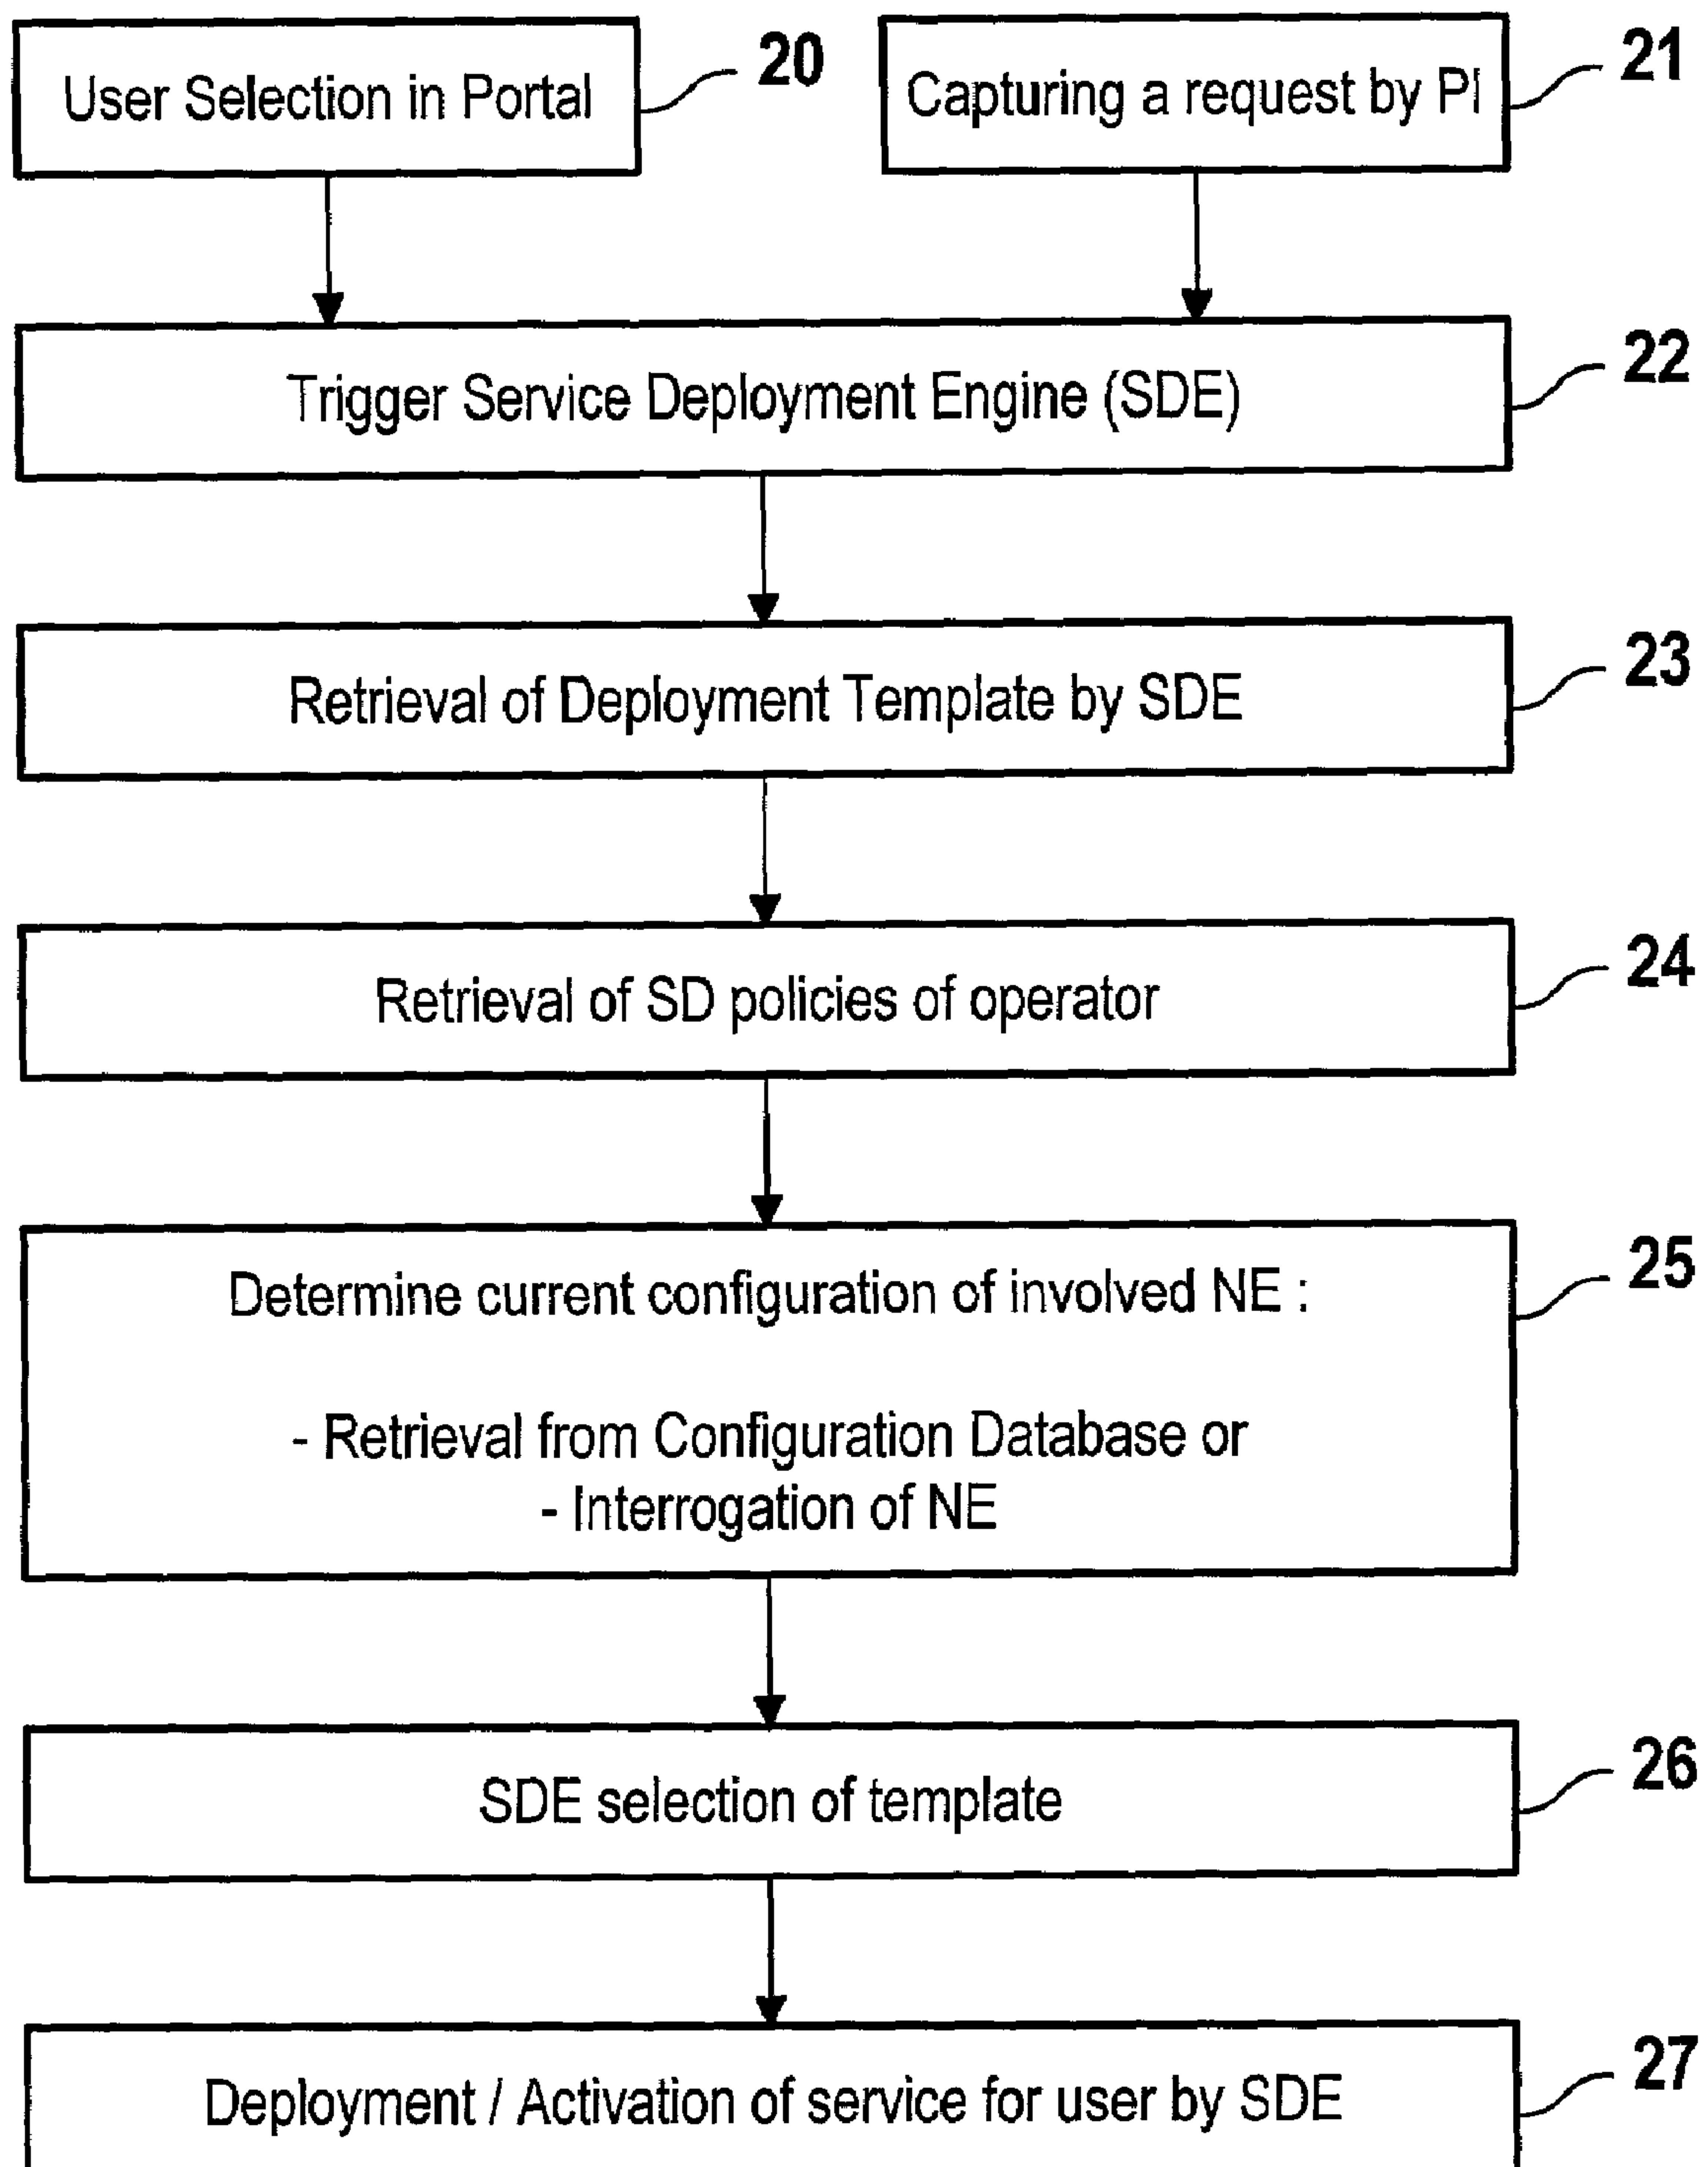 User Selection in Portal
20
Capturing a request by PI
21
Trigger Service Deployment Engine (SDE)
22
Retrieval of Deployment Template by SDE
23
Retrieval of SD policies of operator
24
Determine current configuration of involved NE :
- Retrieval from Configuration Database or
- Interrogation of NE
25
SDE selection of template
26
Deployment / Activation of service for user by SDE
27